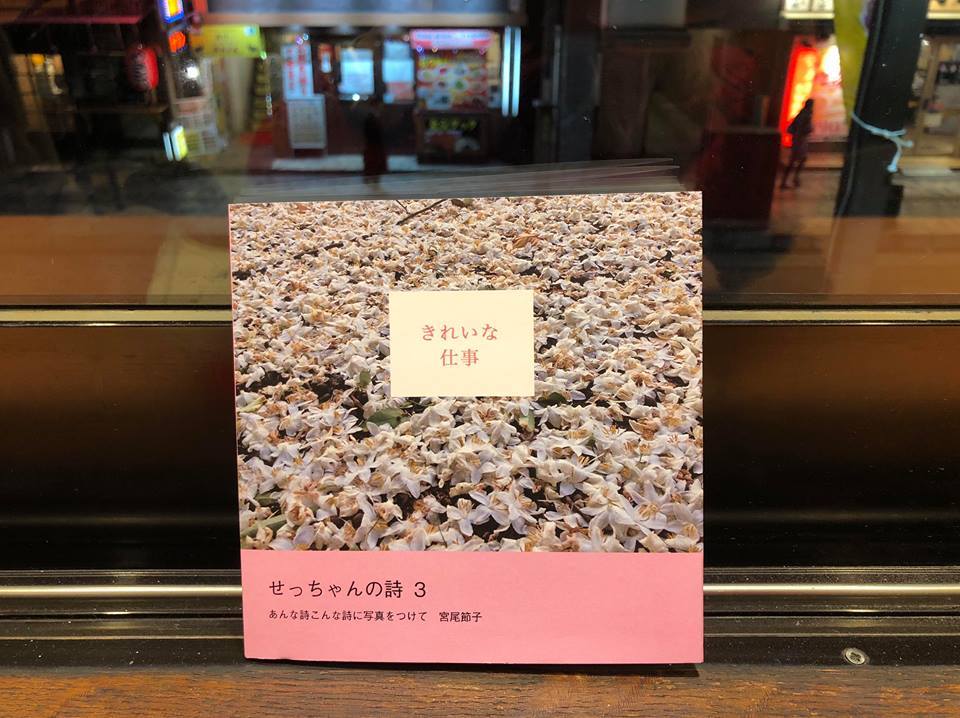 きれいな
仕事
せっちゃんの詩 3
あんな詩こんな詩に写真をつけて　宮尾節子